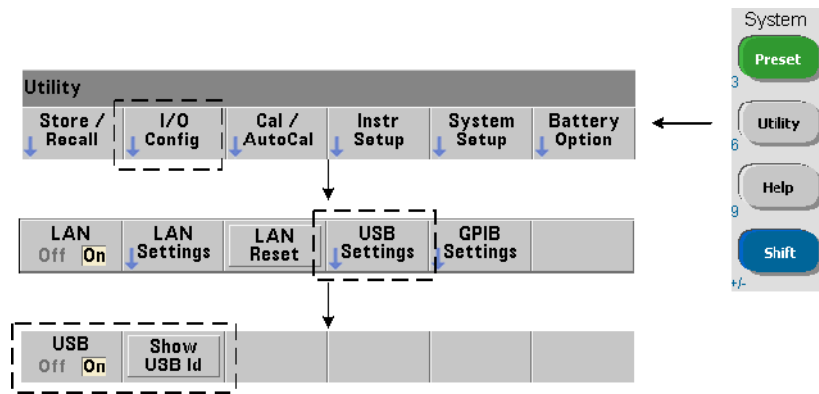 System
Preset
3
Utility
6
Help
9
Shift
+/-
Utility
Store / Recall
I/O Config
Cal / AutoCal
Instr Setup
System Setup
Battery Option
LAN
Off On
LAN Settings
LAN Reset
USB Settings
GPIB Settings
USB
Off On
Show USB Id